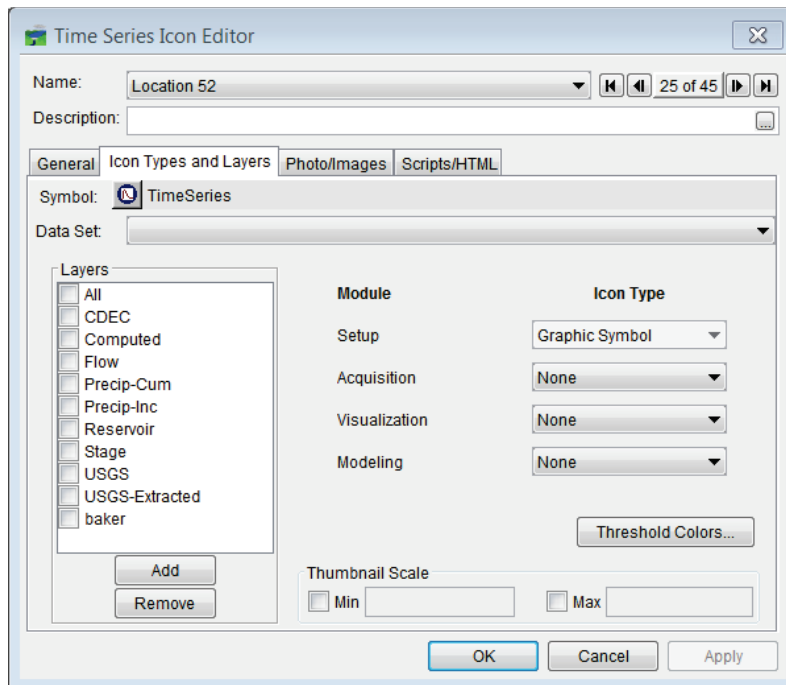 Time Series Icon Editor
Name: Location 52 25 of 45
Description: ...
General Icon Types and Layers Photo/Images Scripts/HTML
Symbol: TimeSeries
Data Set:
Layers
All
CDEC
Computed
Flow
Precip-Cum
Precip-Inc
Reservoir
Stage
USGS
USGS-Extracted
baker
Add
Remove
Module Icon Type
Setup Graphic Symbol
Acquisition None
Visualization None
Modeling None
Threshold Colors...
Thumbnail Scale
Min Max
OK Cancel Apply